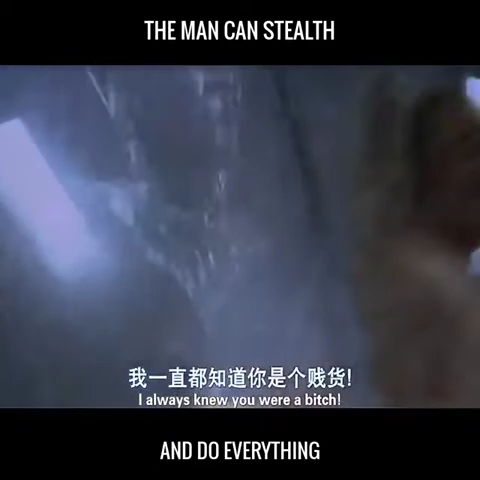 THE MAN CAN STEALTH
我一直都知道你是个贱货!
I always knew you were a bitch!
AND DO EVERYTHING